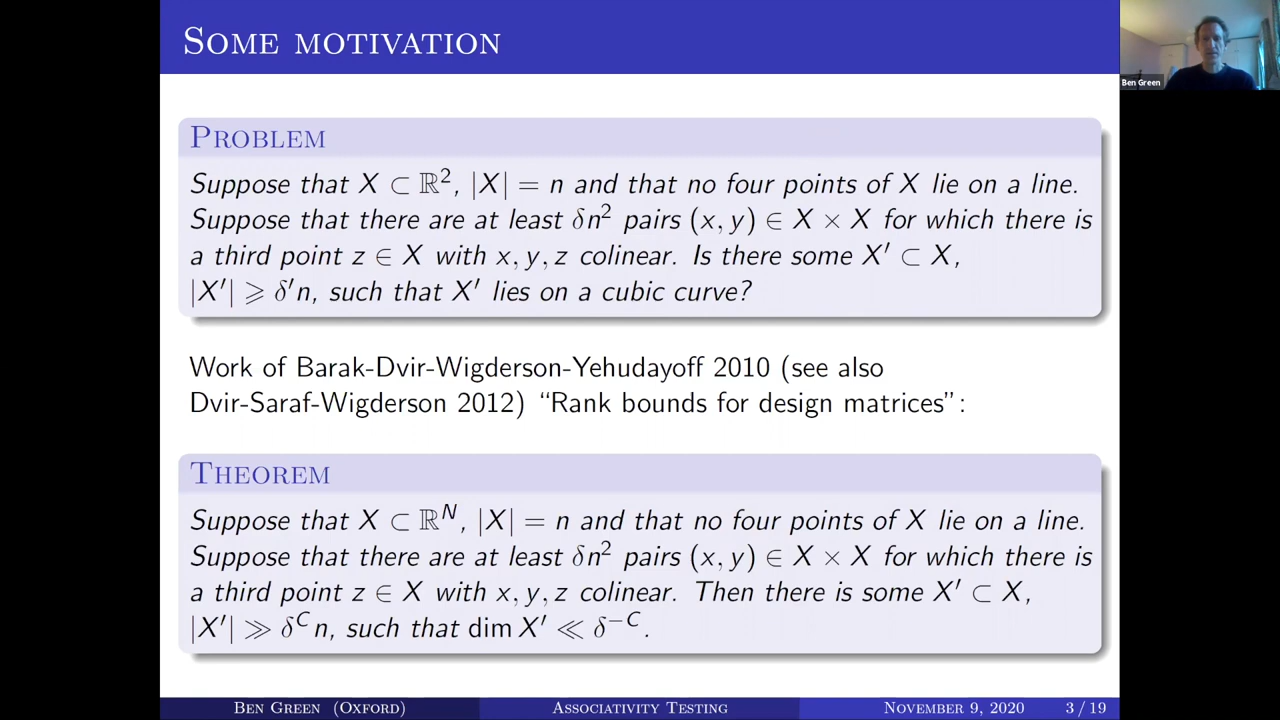 Some motivation
Ben Green
Problem
Suppose that X ⊂ ℝ², |X| = n and that no four points of X lie on a line.
Suppose that there are at least δn² pairs (x, y) ∈ X × X for which there is
a third point z ∈ X with x, y, z colinear. Is there some X′ ⊂ X,
|X′| ⩾ δ′n, such that X′ lies on a cubic curve?
Work of Barak-Dvir-Wigderson-Yehudayoff 2010 (see also
Dvir-Saraf-Wigderson 2012) “Rank bounds for design matrices”:
Theorem
Suppose that X ⊂ ℝᴺ, |X| = n and that no four points of X lie on a line.
Suppose that there are at least δn² pairs (x, y) ∈ X × X for which there is
a third point z ∈ X with x, y, z colinear. Then there is some X′ ⊂ X,
|X′| ≫ δ^C n, such that dim X′ ≪ δ^{-C}.
Ben Green (Oxford) Associativity Testing November 9, 2020 3 / 19